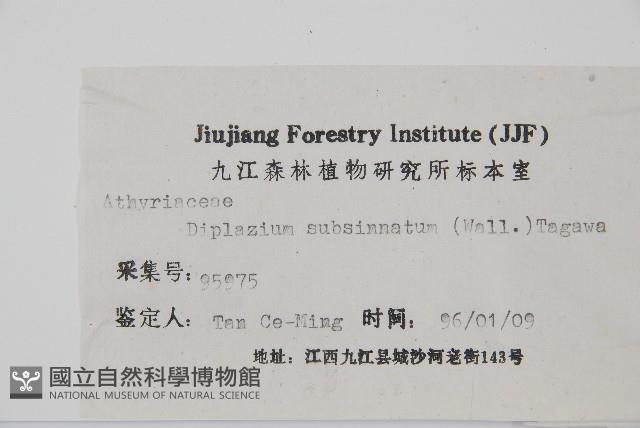 Jiujiang Forestry Institute (JJF)
九江森林植物研究所标本室
Athyriaceae
Diplazium subsinnatum (Wall.) Tagawa
采集号: 95975
鉴定人: Tan Ce-Ming 时间: 96/01/09
地址: 江西九江县城沙河老街143号
國立自然科學博物館
NATIONAL MUSEUM OF NATURAL SCIENCE